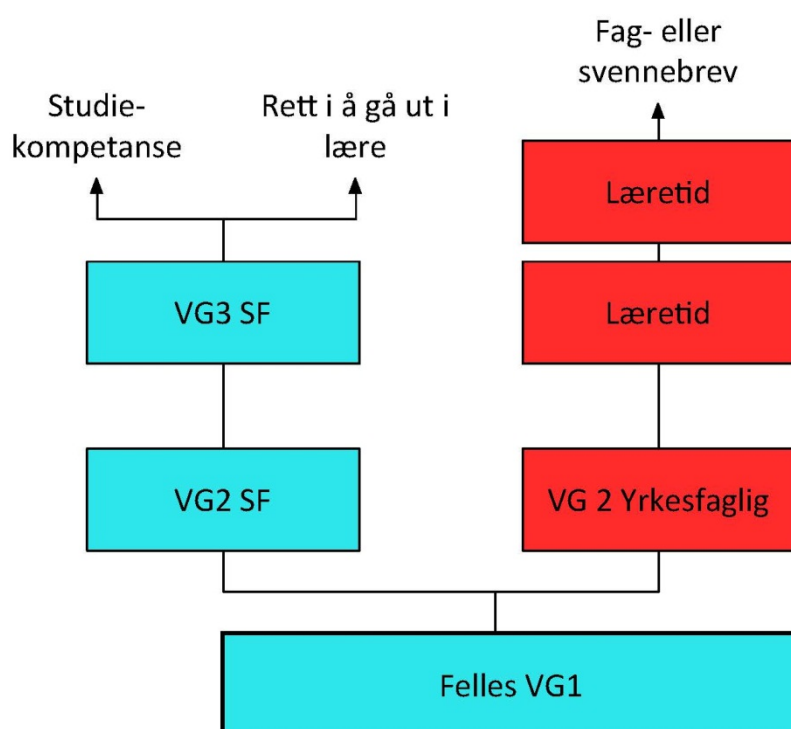 Fag- eller
svennebrev
Studie-
kompetanse
Rett i å gå ut i
lære
Læretid
VG3 SF
Læretid
VG2 SF
VG 2 Yrkesfaglig
Felles VG1